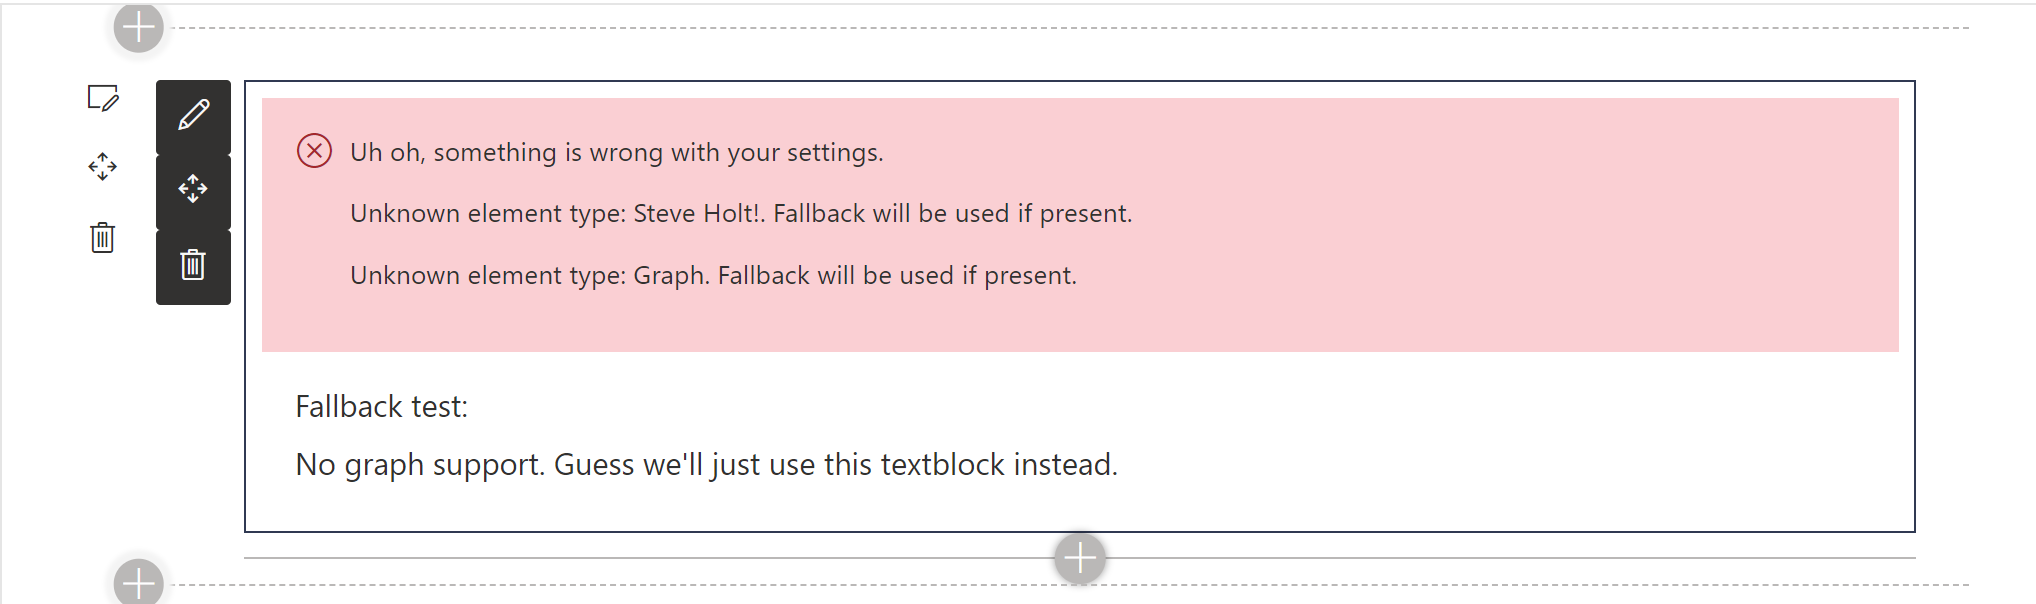 Uh oh, something is wrong with your settings.
Unknown element type: Steve Holt!. Fallback will be used if present.
Unknown element type: Graph. Fallback will be used if present.
Fallback test:
No graph support. Guess we'll just use this textblock instead.